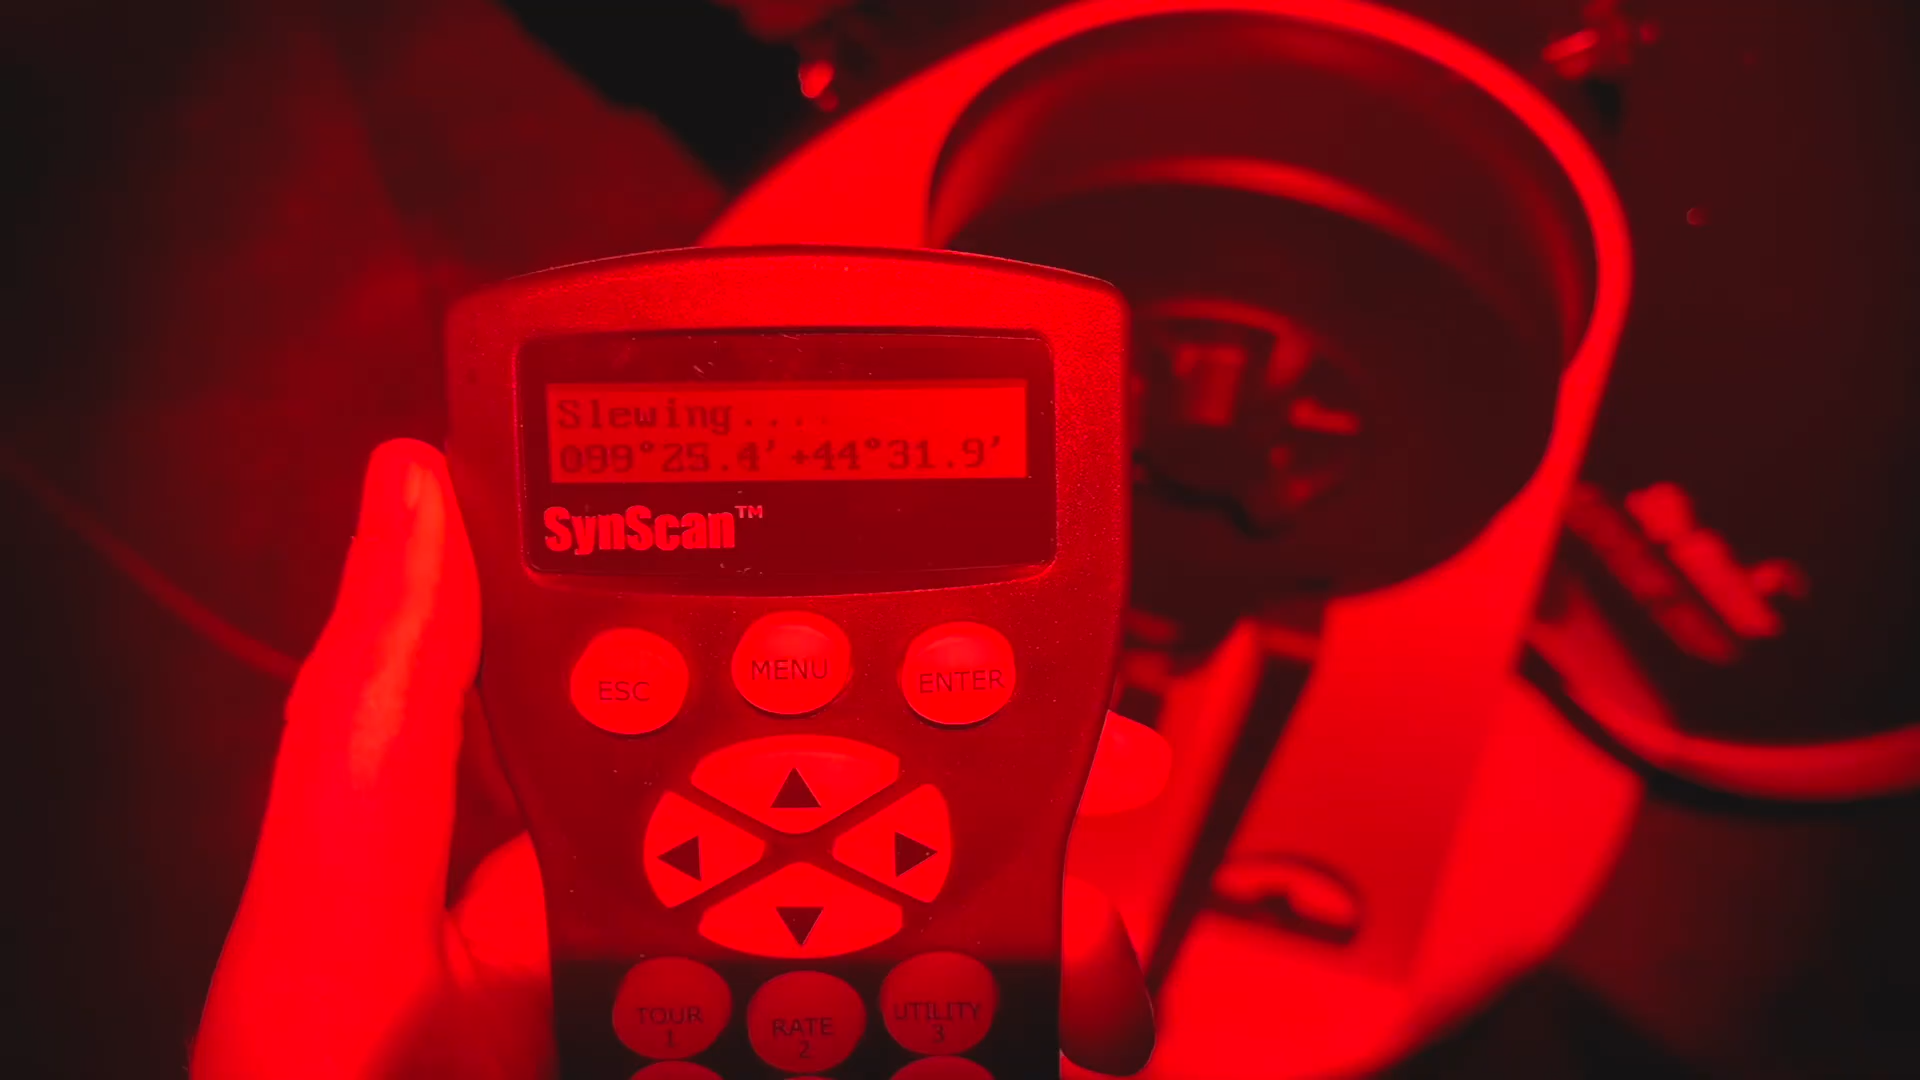 Slewing....
099°25.4' +44°31.9'
SynScan™
ESC
MENU
ENTER
TOUR
1
RATE
2
UTILITY
3